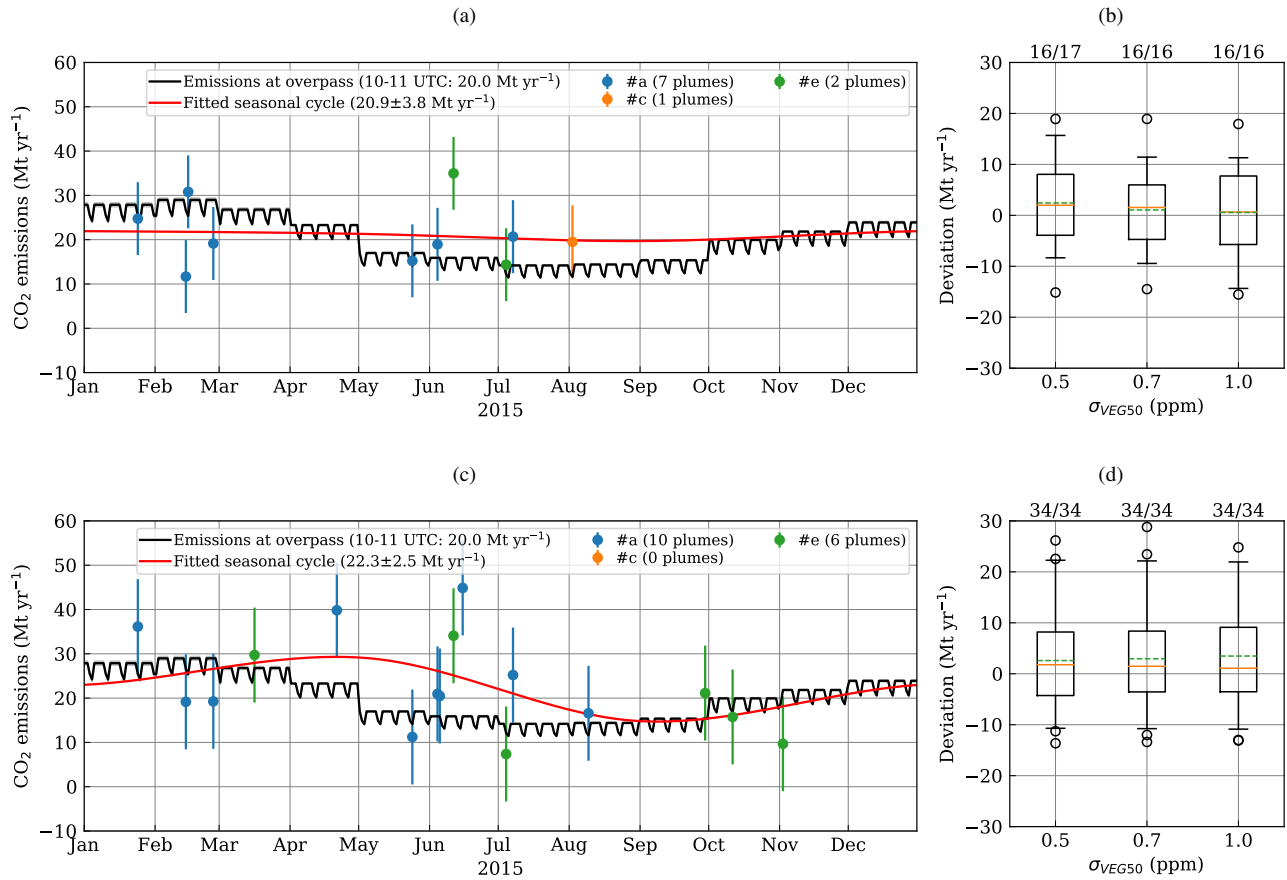 (a)
(b)
60
50
40
30
20
10
0
−10
CO₂ emissions (Mt yr⁻¹)
Emissions at overpass (10-11 UTC: 20.0 Mt yr⁻¹)
Fitted seasonal cycle (20.9±3.8 Mt yr⁻¹)
#a (7 plumes)
#c (1 plumes)
#e (2 plumes)
Jan Feb Mar Apr May Jun Jul Aug Sep Oct Nov Dec
2015
16/17 16/16 16/16
30
20
10
0
−10
−20
−30
Deviation (Mt yr⁻¹)
0.5 0.7 1.0
σVEG50 (ppm)
(c)
(d)
60
50
40
30
20
10
0
−10
CO₂ emissions (Mt yr⁻¹)
Emissions at overpass (10-11 UTC: 20.0 Mt yr⁻¹)
Fitted seasonal cycle (22.3±2.5 Mt yr⁻¹)
#a (10 plumes)
#c (0 plumes)
#e (6 plumes)
Jan Feb Mar Apr May Jun Jul Aug Sep Oct Nov Dec
2015
34/34 34/34 34/34
30
20
10
0
−10
−20
−30
Deviation (Mt yr⁻¹)
0.5 0.7 1.0
σVEG50 (ppm)